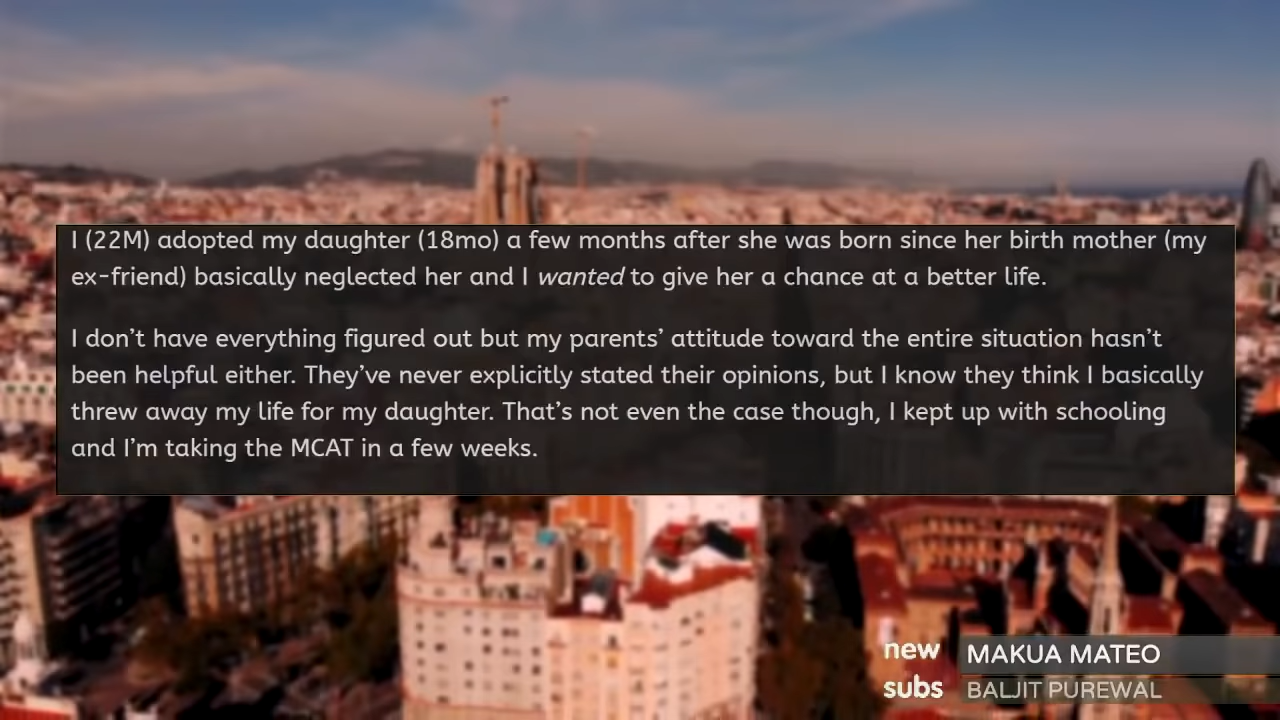 I (22M) adopted my daughter (18mo) a few months after she was born since her birth mother (my
ex-friend) basically neglected her and I wanted to give her a chance at a better life.
I don’t have everything figured out but my parents’ attitude toward the entire situation hasn’t
been helpful either. They’ve never explicitly stated their opinions, but I know they think I basically
threw away my life for my daughter. That’s not even the case though, I kept up with schooling
and I’m taking the MCAT in a few weeks.
new MAKUA MATEO
subs BALJIT PUREWAL